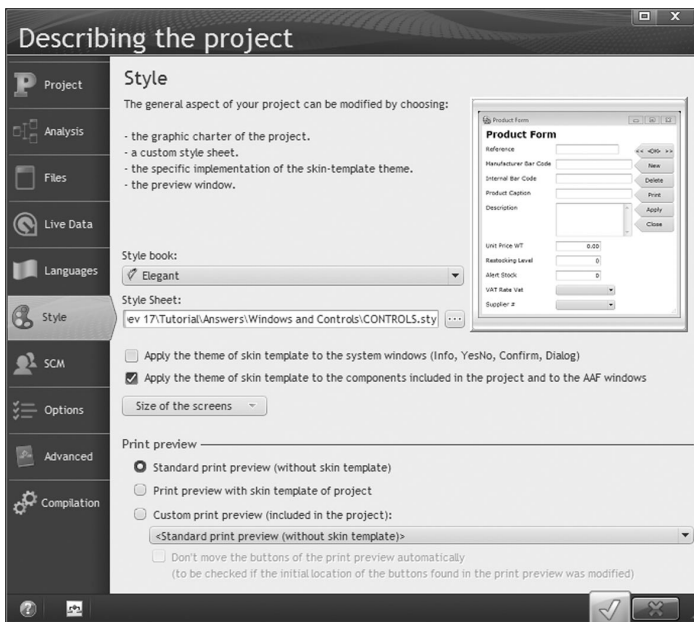 Describing the project
Project
Analysis
Files
Live Data
Languages
Style
SCM
Options
Advanced
Compilation
Style
The general aspect of your project can be modified by choosing:
- the graphic charter of the project.
- a custom style sheet.
- the specific implementation of the skin-template theme.
- the preview window.
Style book:
Elegant
Style Sheet:
ev 17\Tutorial\Answers\Windows and Controls\CONTROLS.sty
...
Apply the theme of skin template to the system windows (Info, YesNo, Confirm, Dialog)
Apply the theme of skin template to the components included in the project and to the AAF windows
Size of the screens
Print preview
Standard print preview (without skin template)
Print preview with skin template of project
Custom print preview (included in the project):
<Standard print preview (without skin template)>
Don't move the buttons of the print preview automatically
(to be checked if the initial location of the buttons found in the print preview was modified)
Product Form
Product Form
Reference
Manufacturer Bar Code
Internal Bar Code
Product Caption
Description
Unit Price WT 0.00
Restocking Level 0
Alert Stock 0
VAT Rate Vat
Supplier #
<< >>
New
Delete
Print
Apply
Close